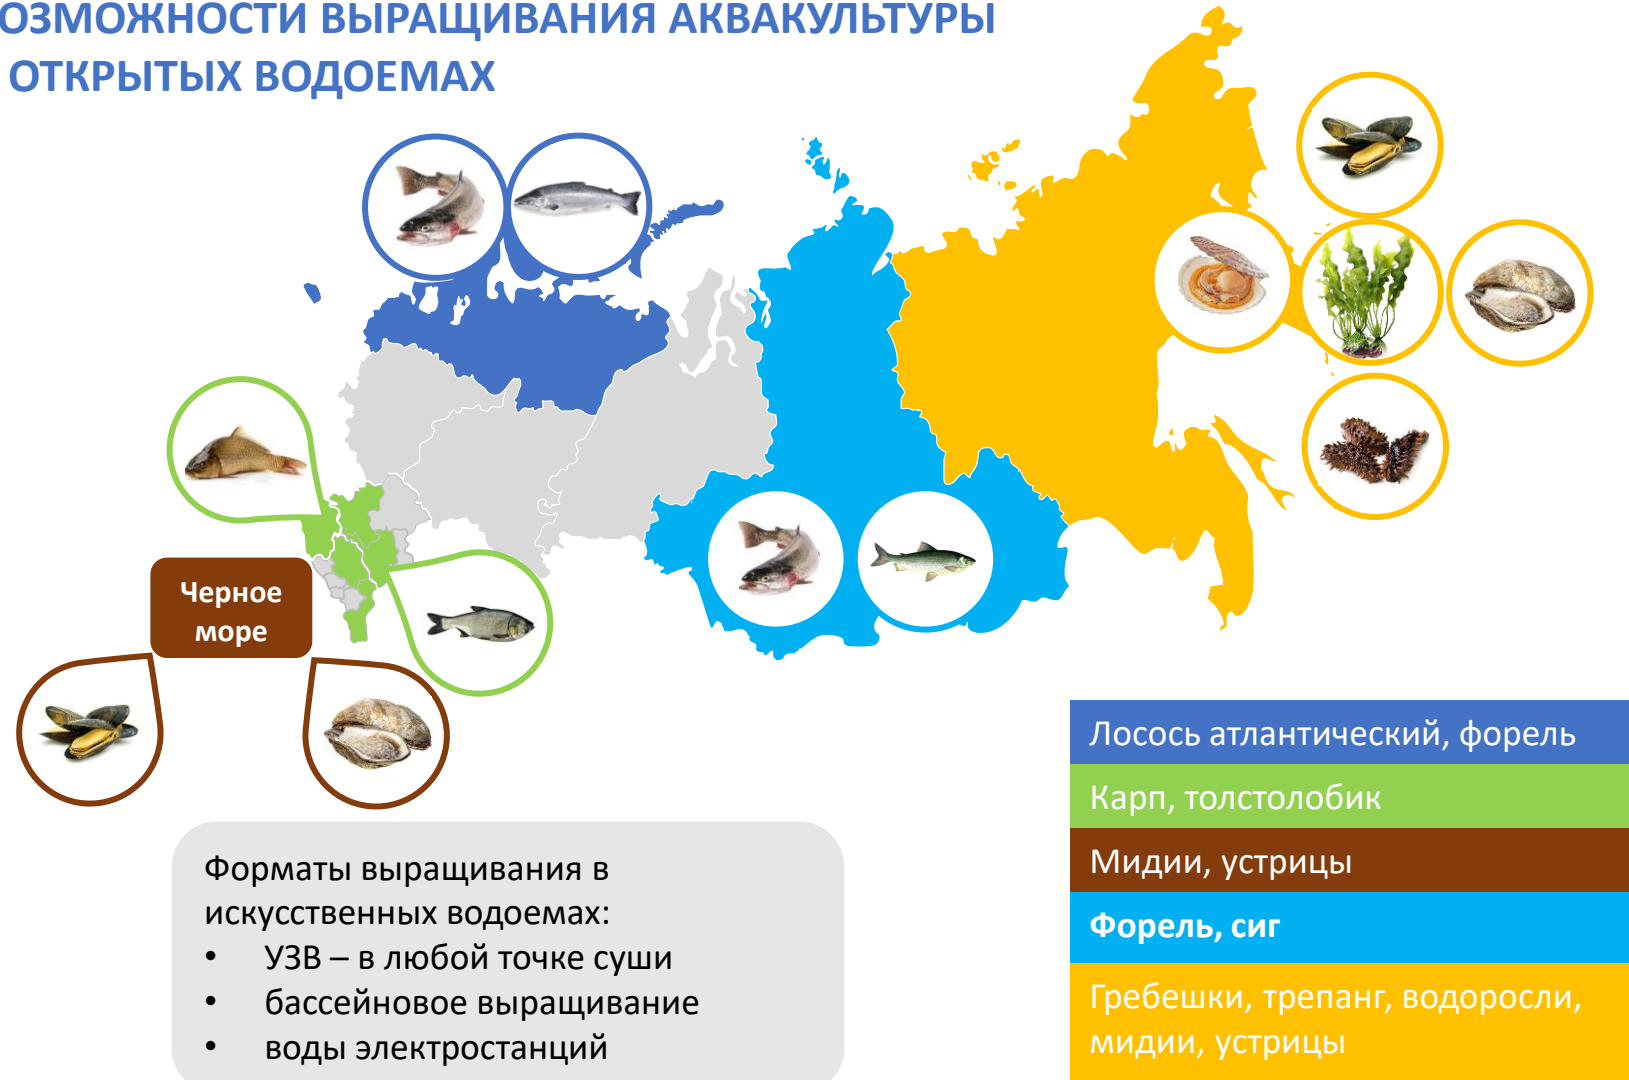 ОЗМОЖНОСТИ ВЫРАЩИВАНИЯ АКВАКУЛЬТУРЫ
ОТКРЫТЫХ ВОДОЕМАХ
Черное
море
Лосось атлантический, форель
Карп, толстолобик
Мидии, устрицы
Форель, сиг
Гребешки, трепанг, водоросли,
мидии, устрицы
Форматы выращивания в
искусственных водоемах:
• УЗВ – в любой точке суши
• бассейновое выращивание
• воды электростанций